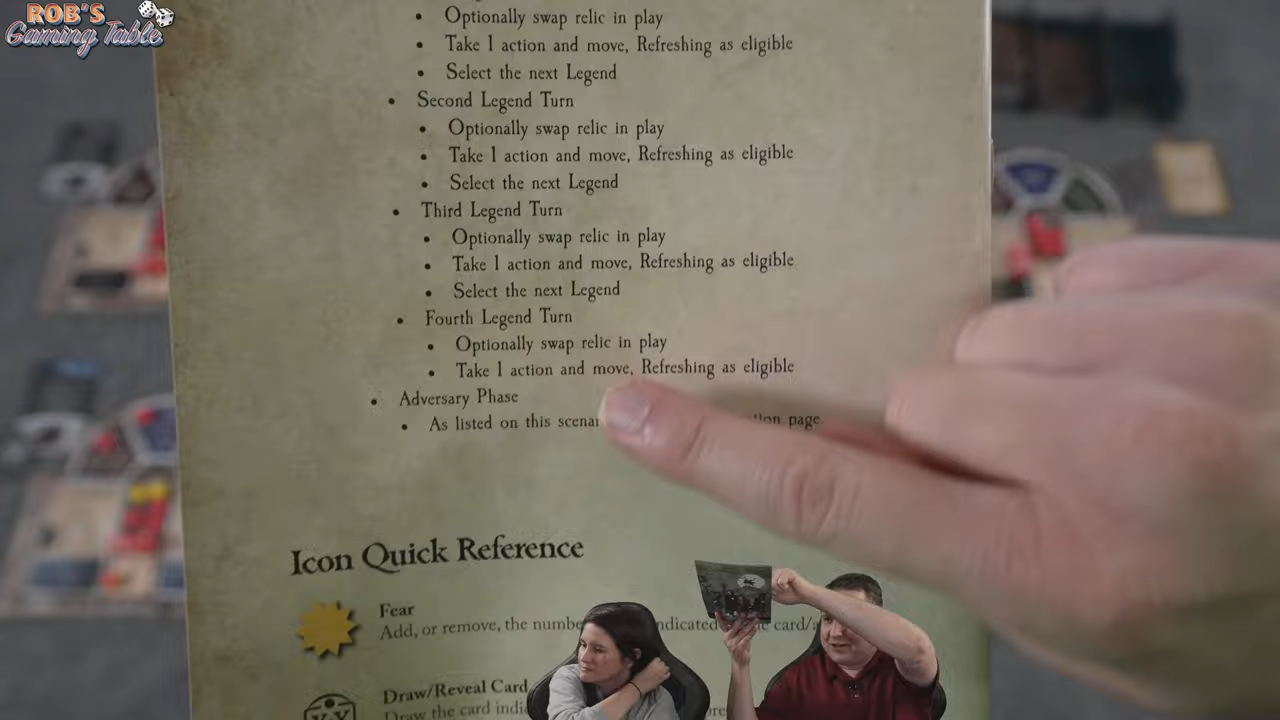 ROB'S
Gaming Table
Optionally swap relic in play
Take 1 action and move, Refreshing as eligible
Select the next Legend
Second Legend Turn
Optionally swap relic in play
Take 1 action and move, Refreshing as eligible
Select the next Legend
Third Legend Turn
Optionally swap relic in play
Take 1 action and move, Refreshing as eligible
Select the next Legend
Fourth Legend Turn
Optionally swap relic in play
Take 1 action and move, Refreshing as eligible
Adversary Phase
As listed on this page
Icon Quick Reference
Fear
Add, or remove, the indicated card/
Draw/Reveal Card
Draw the card